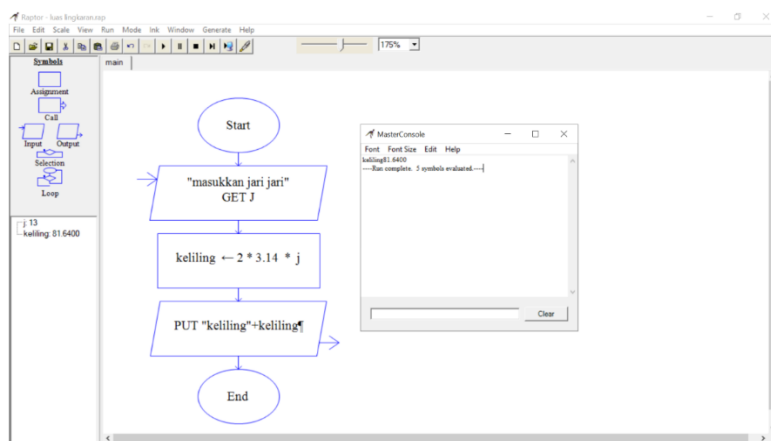 Raptor - luas lingkaran.rap
File Edit Scale View Run Mode Ink Window Generate Help
175%
Symbols
main
Assignment
Call
Input Output
Selection
Loop
j: 13
keliling: 81.6400
Start
"masukkan jari jari"
GET J
keliling ← 2 * 3.14 * j
PUT "keliling"+keliling¶
End
MasterConsole
Font Font Size Edit Help
keliling81.6400
----Run complete. 5 symbols evaluated.----
Clear